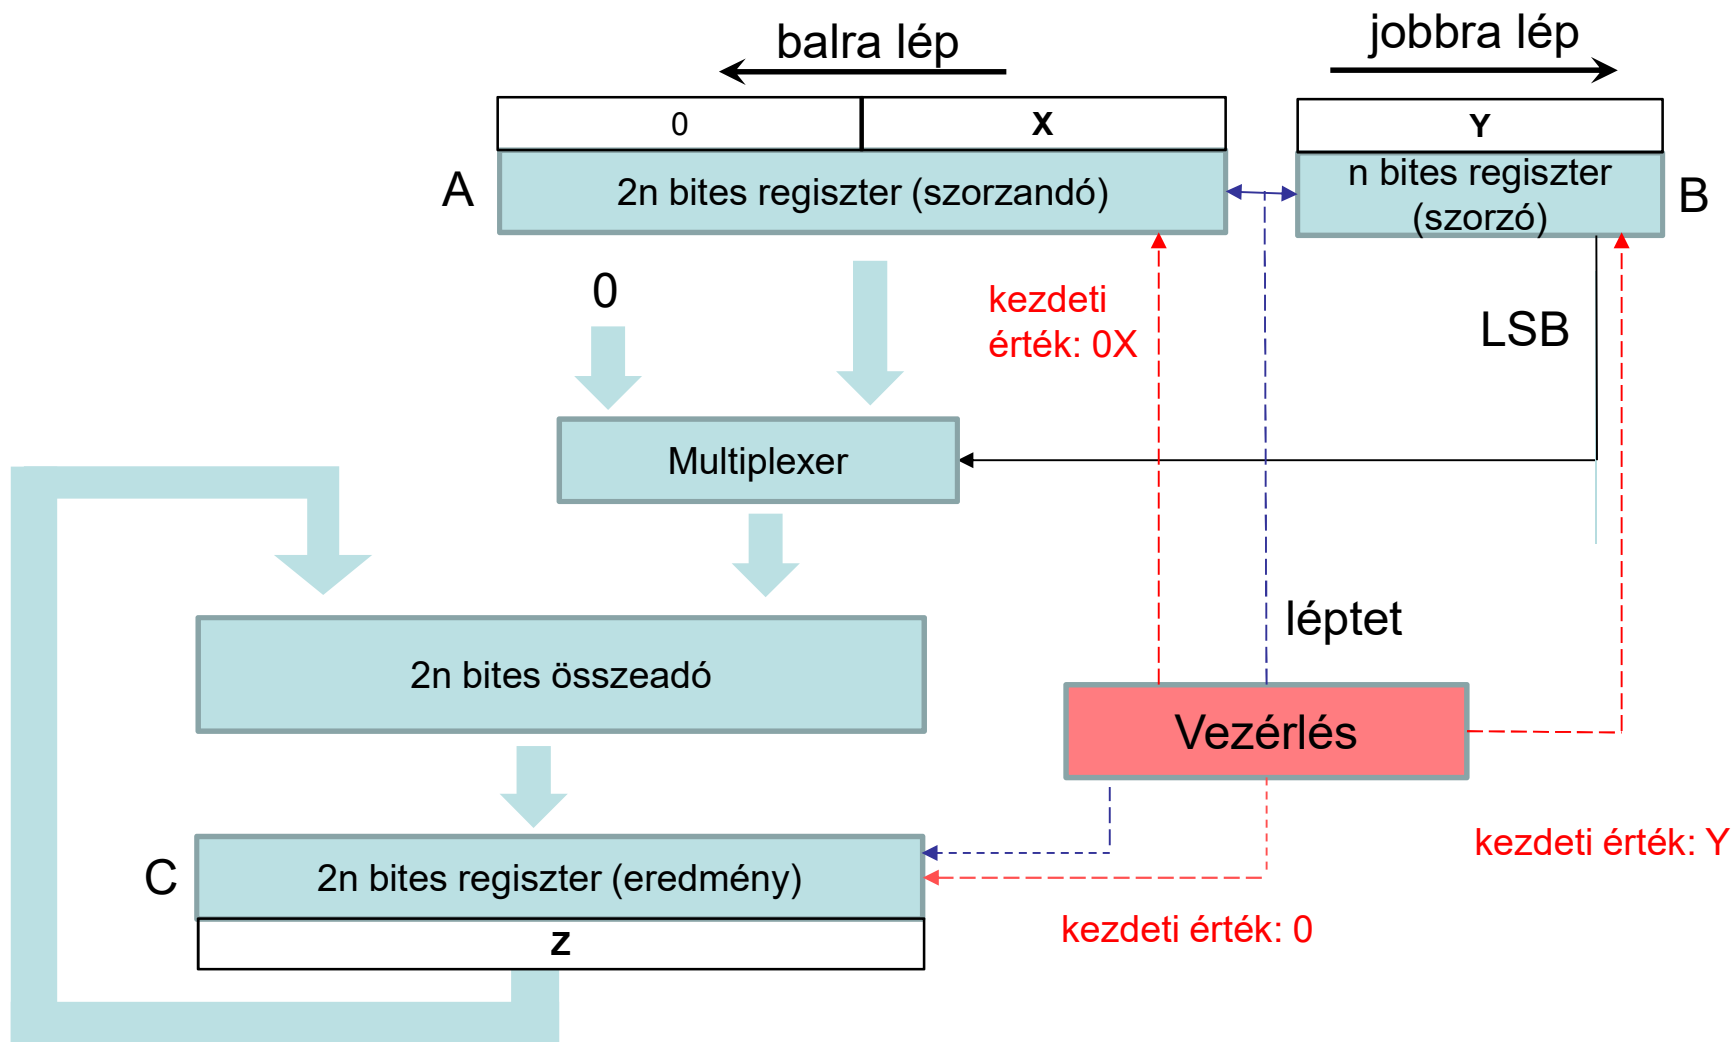 balra lép
jobbra lép
0
X
Y
A
2n bites regiszter (szorzandó)
n bites regiszter
(szorzó)
B
0
kezdeti
érték: 0X
LSB
Multiplexer
léptet
2n bites összeadó
Vezérlés
kezdeti érték: Y
C
2n bites regiszter (eredmény)
kezdeti érték: 0
Z